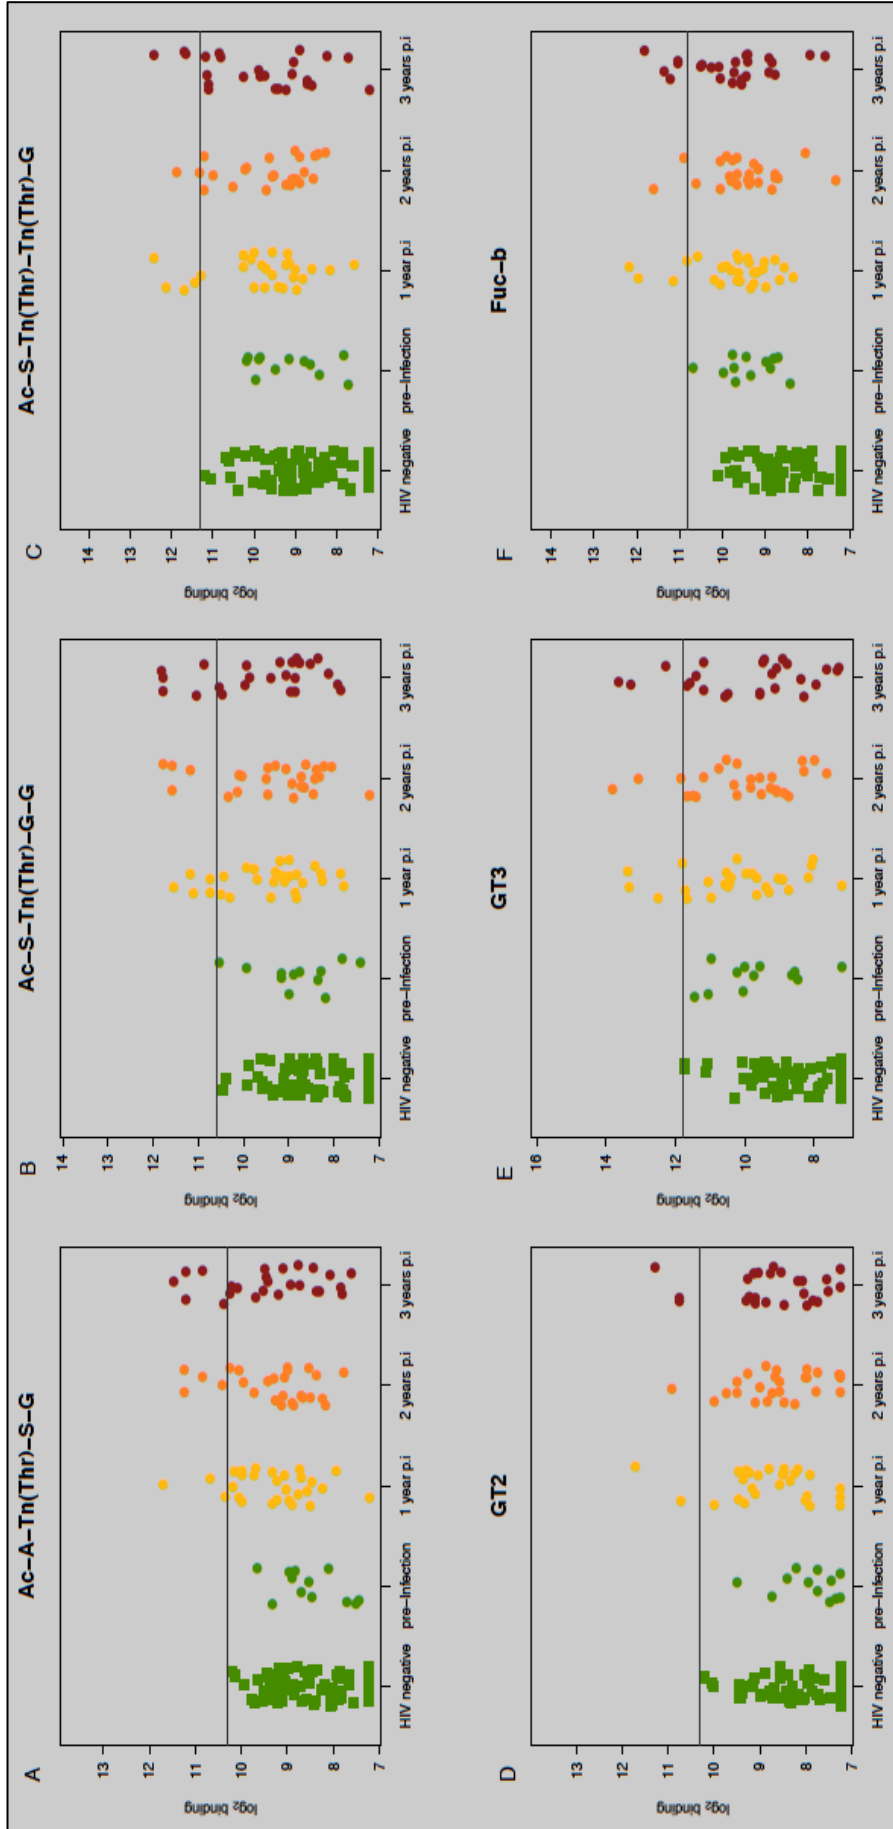 A
Ac–A–Tn(Thr)–S–G
log₂ binding
13
12
11
10
9
8
7
HIV negative pre–Infection 1 year p.i 2 years p.i 3 years p.i
B
Ac–S–Tn(Thr)–G–G
log₂ binding
14
13
12
11
10
9
8
7
HIV negative pre–Infection 1 year p.i 2 years p.i 3 years p.i
C
Ac–S–Tn(Thr)–Tn(Thr)–G
log₂ binding
14
13
12
11
10
9
8
7
HIV negative pre–Infection 1 year p.i 2 years p.i 3 years p.i
D
GT2
log₂ binding
13
12
11
10
9
8
7
HIV negative pre–Infection 1 year p.i 2 years p.i 3 years p.i
E
GT3
log₂ binding
16
14
12
10
8
HIV negative pre–Infection 1 year p.i 2 years p.i 3 years p.i
F
Fuc–b
log₂ binding
14
13
12
11
10
9
8
7
HIV negative pre–Infection 1 year p.i 2 years p.i 3 years p.i